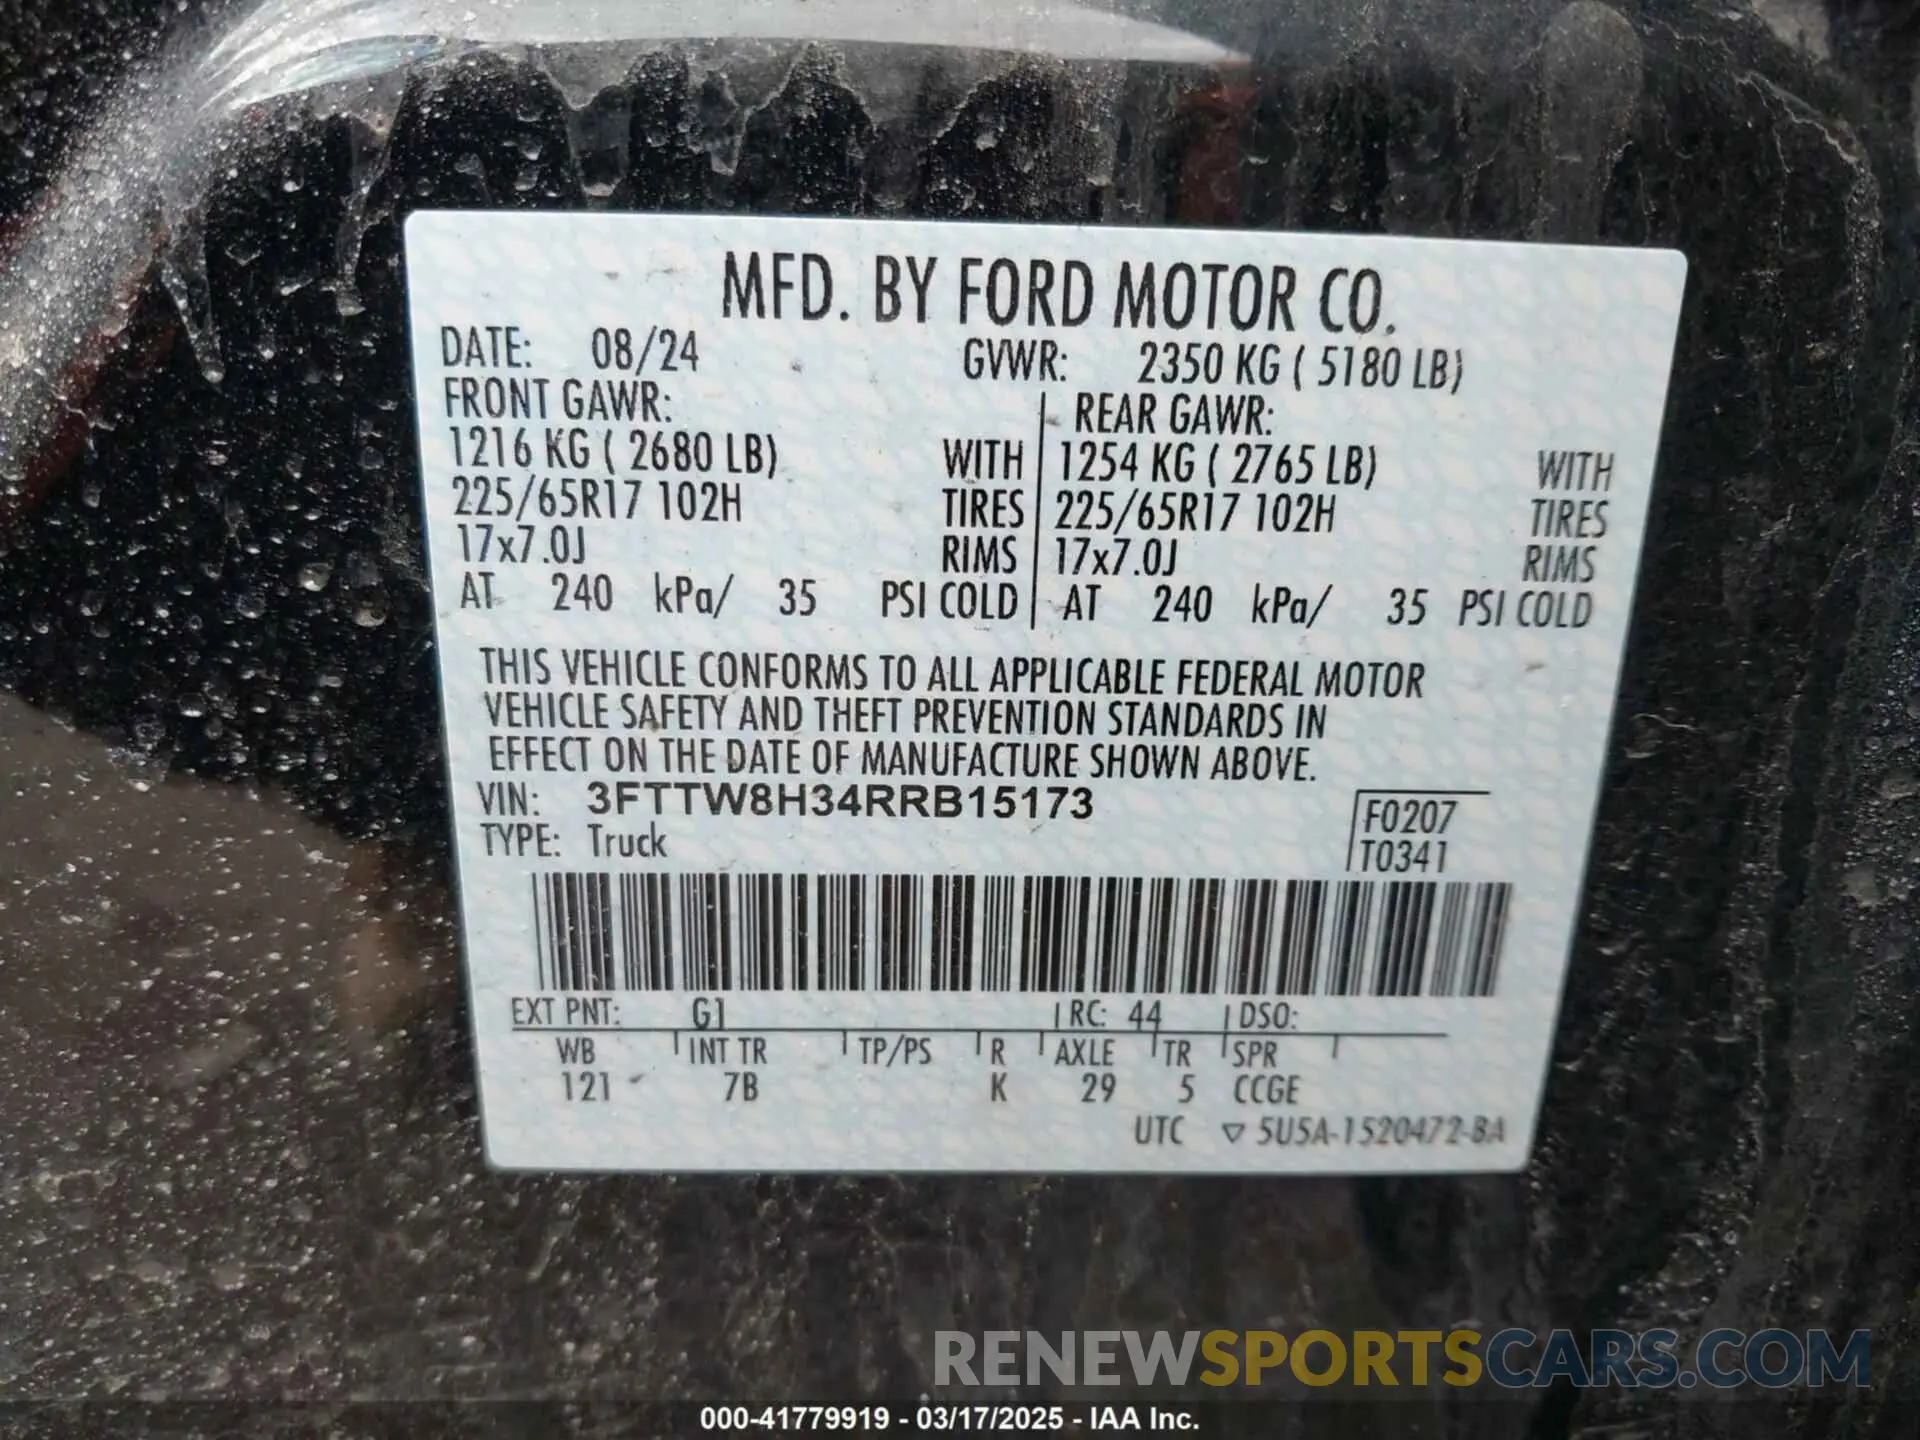 MFD. BY FORD MOTOR CO.
DATE: 08/24 GVWR: 2350 KG ( 5180 LB)
FRONT GAWR: REAR GAWR:
1216 KG ( 2680 LB) WITH 1254 KG ( 2765 LB) WITH
225/65R17 102H TIRES 225/65R17 102H TIRES
17x7.0J RIMS 17x7.0J RIMS
AT 240 kPa/ 35 PSI COLD AT 240 kPa/ 35 PSI COLD
THIS VEHICLE CONFORMS TO ALL APPLICABLE FEDERAL MOTOR
VEHICLE SAFETY AND THEFT PREVENTION STANDARDS IN
EFFECT ON THE DATE OF MANUFACTURE SHOWN ABOVE.
VIN: 3FTTW8H34RRB15173 F0207
TYPE: Truck T0341
EXT PNT: G1 RC: 44 DSO:
WB INT TR TP/PS R AXLE TR SPR
121 7B K 29 5 CCGE
UTC ▽ 5U5A-1520472-BA
RENEWSPORTSCARS.COM
000-41779919 - 03/17/2025 - IAA Inc.